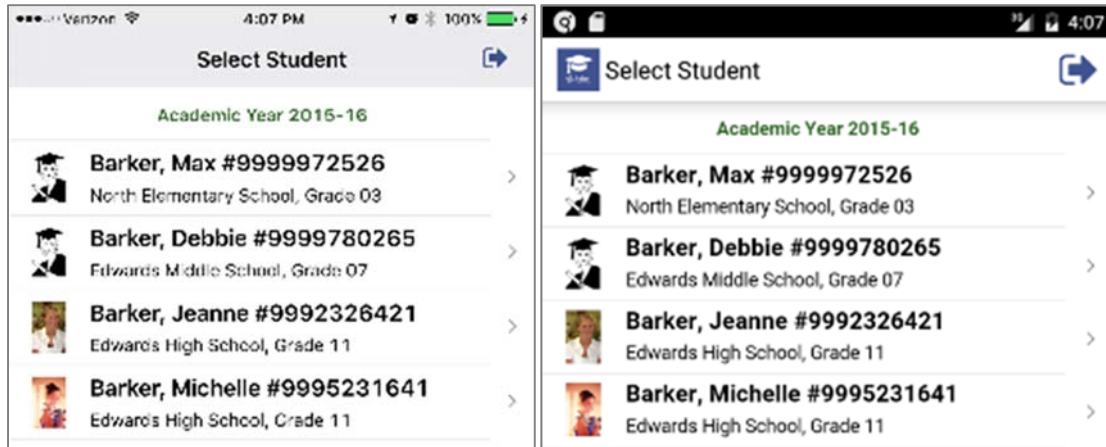 Verizon 4:07 PM 100%
Select Student
Academic Year 2015-16
Barker, Max #9999972526
North Elementary School, Grade 03
Barker, Debbie #9999780265
Edwards Middle School, Grade 07
Barker, Jeanne #9992326421
Edwards High School, Grade 11
Barker, Michelle #9995231641
Edwards High School, Grade 11
4:07
Select Student
Academic Year 2015-16
Barker, Max #9999972526
North Elementary School, Grade 03
Barker, Debbie #9999780265
Edwards Middle School, Grade 07
Barker, Jeanne #9992326421
Edwards High School, Grade 11
Barker, Michelle #9995231641
Edwards High School, Grade 11